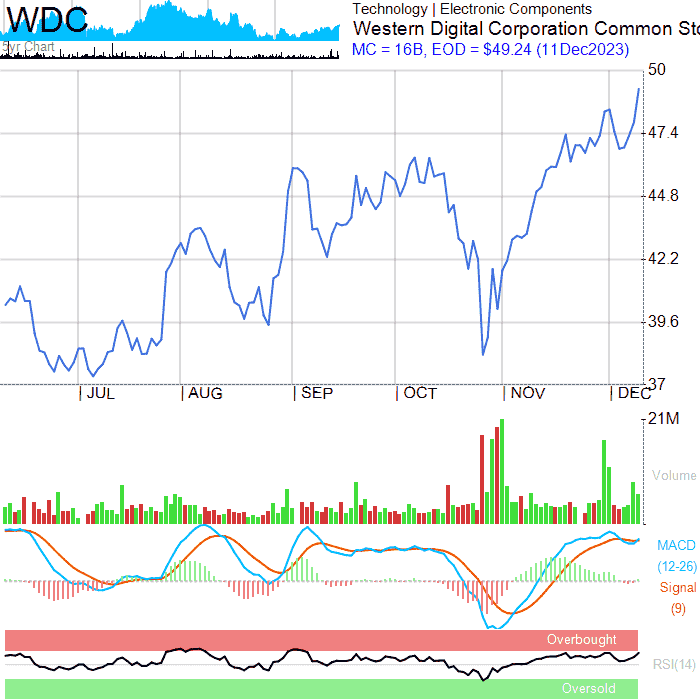 WDC
5yr Chart
Technology | Electronic Components
Western Digital Corporation Common Sto
MC = 16B, EOD = $49.24 (11Dec2023)
50
47.4
44.8
42.2
39.6
37
JUL AUG SEP OCT NOV DEC
21M
Volume
MACD
(12-26)
Signal
(9)
Overbought
RSI(14)
Oversold